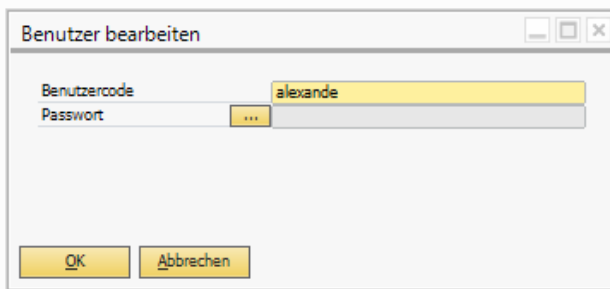 Benutzer bearbeiten
Benutzercode alexande
Passwort ...
OK Abbrechen